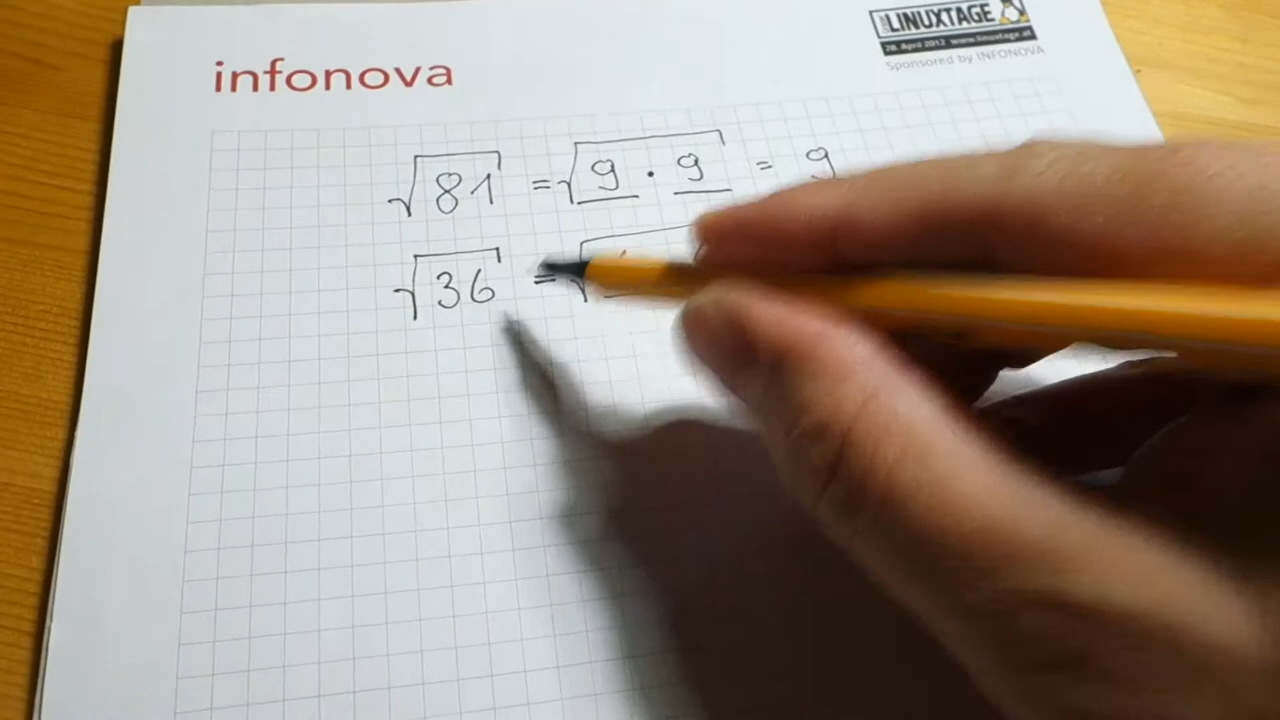 LINUXTAGE
28. April 2012 www.linuxtage.at
Sponsored by INFONOVA
infonova
√81 = √9 · 9 = 9
√36 = √